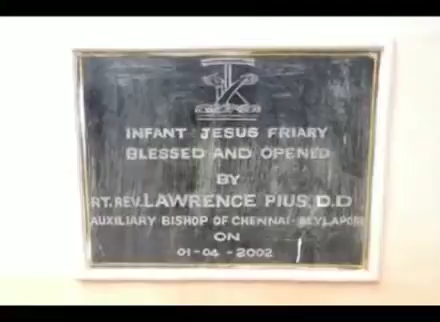 INFANT JESUS FRIARY
BLESSED AND OPENED
BY
RT.REV.LAWRENCE PIUS, D.D
AUXILIARY BISHOP OF CHENNAI-MYLAPORE
ON
01-04-2002